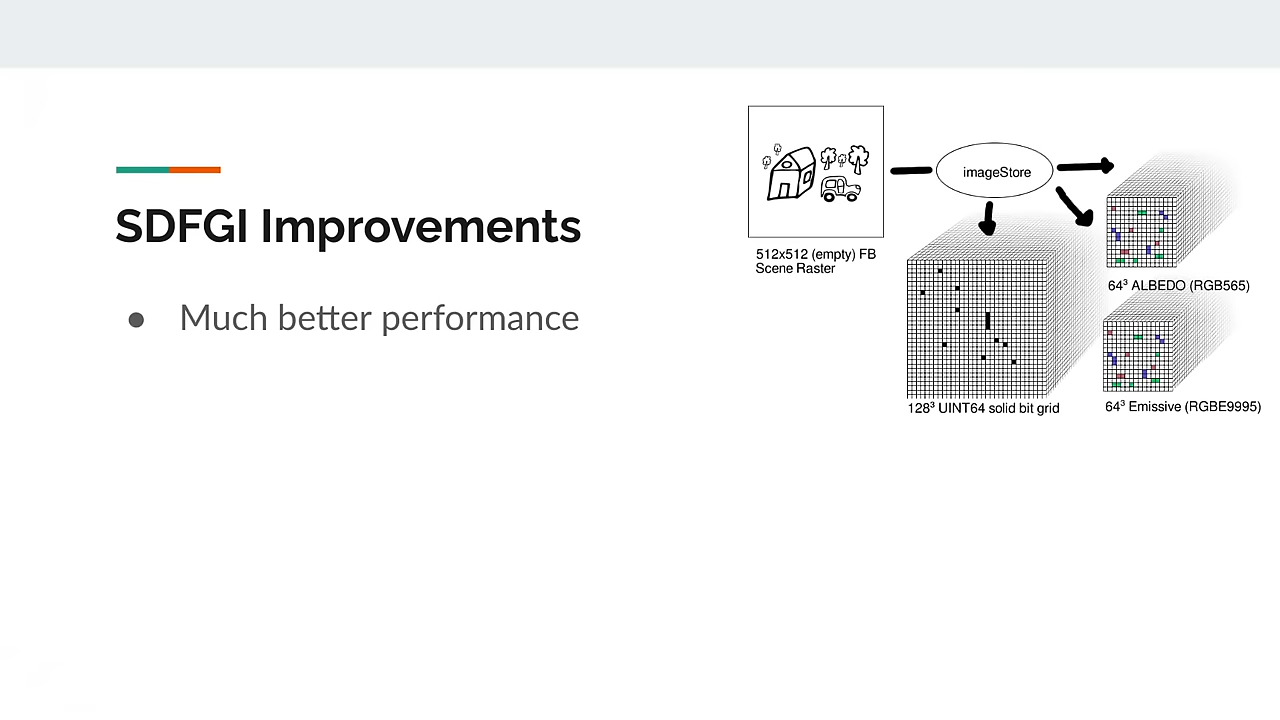 SDFGI Improvements
● Much better performance
imageStore
512x512 (empty) FB
Scene Raster
64³ ALBEDO (RGB565)
128³ UINT64 solid bit grid
64³ Emissive (RGBE9995)